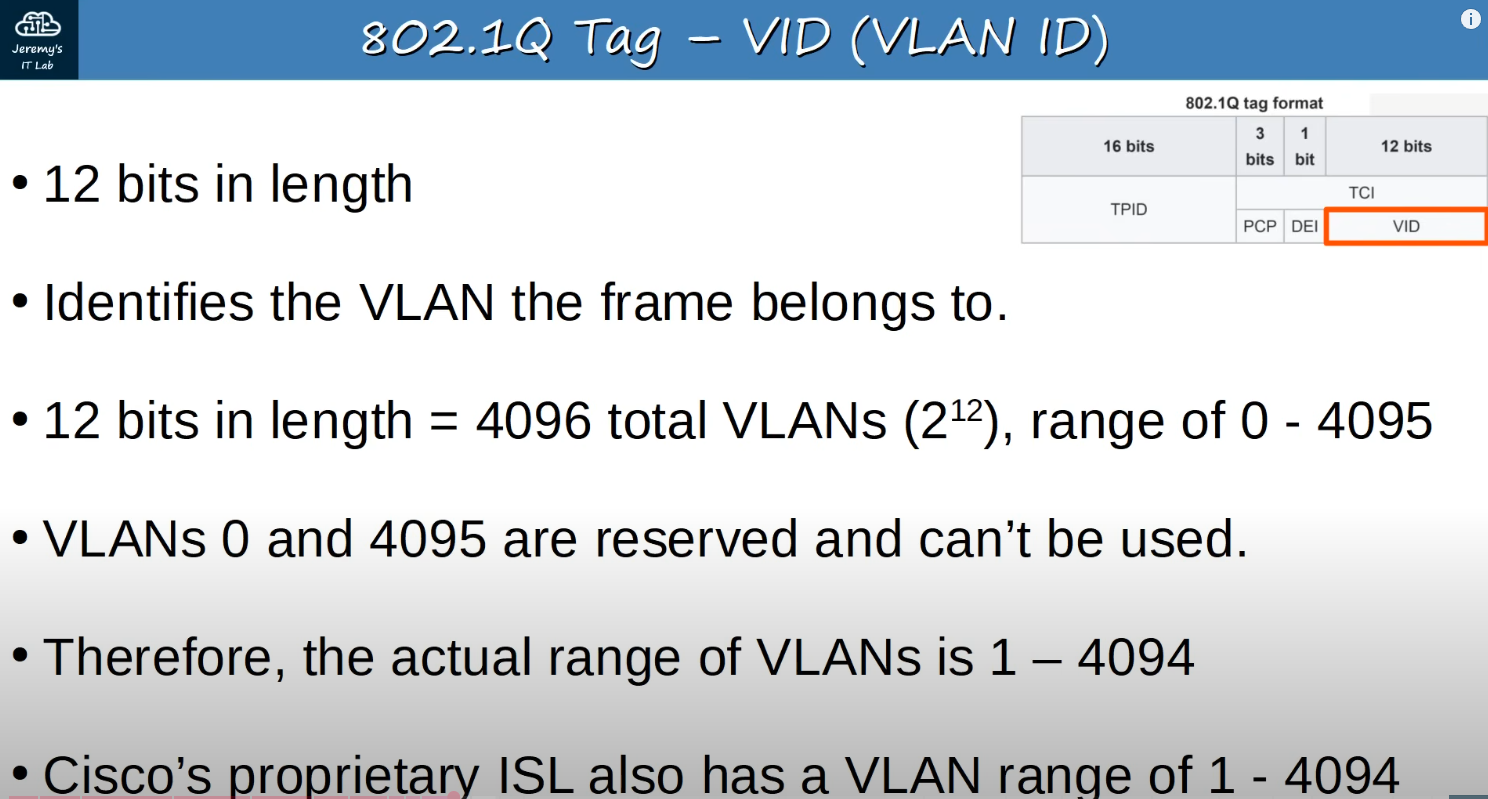 Jeremy's
IT Lab
802.1Q Tag – VID (VLAN ID)
i
802.1Q tag format
16 bits
3 bits
1 bit
12 bits
TPID
TCI
PCP
DEI
VID
• 12 bits in length
• Identifies the VLAN the frame belongs to.
• 12 bits in length = 4096 total VLANs (2¹²), range of 0 - 4095
• VLANs 0 and 4095 are reserved and can’t be used.
• Therefore, the actual range of VLANs is 1 – 4094
• Cisco’s proprietary ISL also has a VLAN range of 1 - 4094